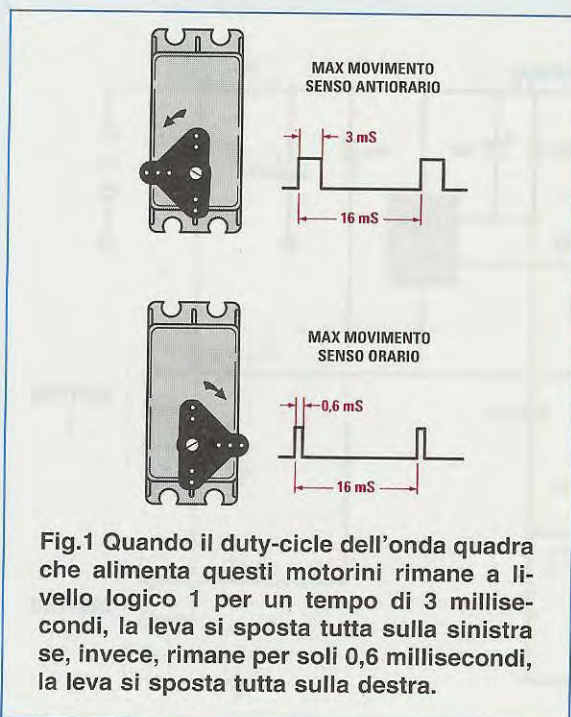 MAX MOVIMENTO
SENSO ANTIORARIO
3 mS
16 mS
MAX MOVIMENTO
SENSO ORARIO
0,6 mS
16 mS
Fig.1 Quando il duty-cicle dell'onda quadra
che alimenta questi motorini rimane a li-
vello logico 1 per un tempo di 3 millise-
condi, la leva si sposta tutta sulla sinistra
se, invece, rimane per soli 0,6 millisecondi,
la leva si sposta tutta sulla destra.